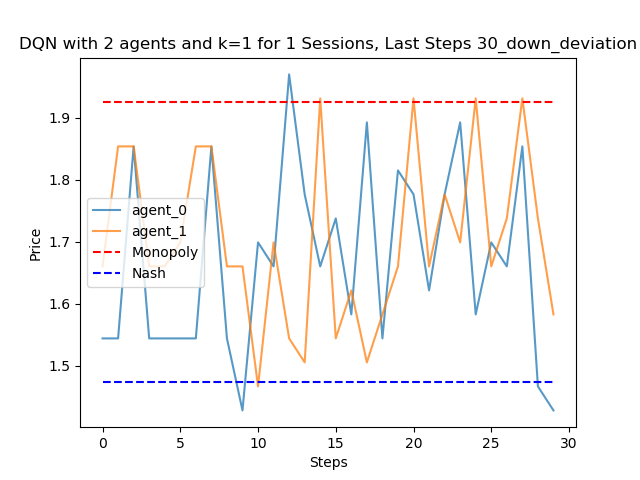 DQN with 2 agents and k=1 for 1 Sessions, Last Steps 30_down_deviation
Price
1.9
1.8
1.7
1.6
1.5
agent_0
agent_1
Monopoly
Nash
0 5 10 15 20 25 30
Steps